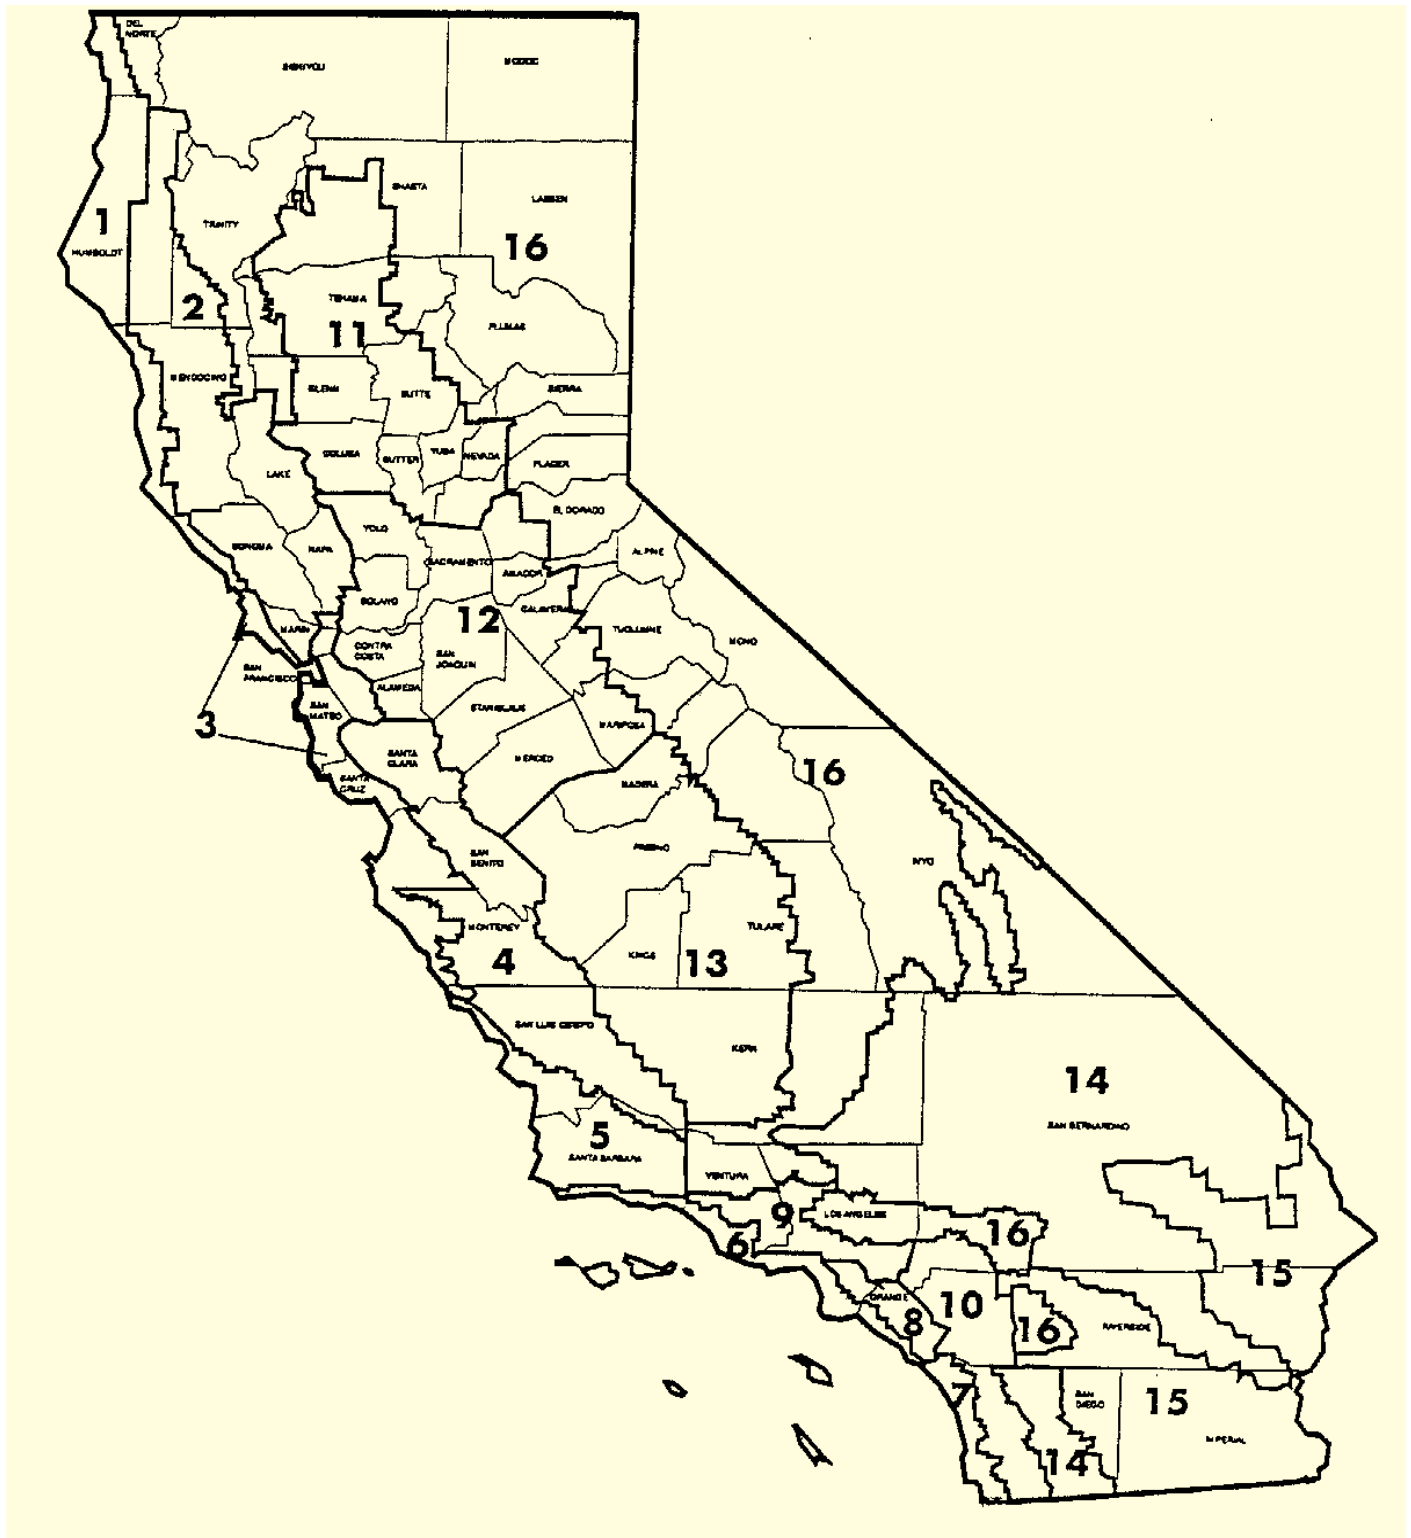 DEL
NORTE
SISKIYOU
MODOC
SHASTA
LASSEN
1
TRINITY
HUMBOLDT
16
2
TEHAMA
11
PLUMAS
MENDOCINO
GLENN
BUTTE
SIERRA
COLUSA
SUTTER
YUBA
NEVADA
PLACER
LAKE
EL DORADO
YOLO
SONOMA
NAPA
ALPINE
SACRAMENTO
AMADOR
SOLANO
12
CALAVERAS
MARIN
TUOLUMNE
MONO
CONTRA
COSTA
SAN
JOAQUIN
SAN
FRANCISCO
ALAMEDA
SAN
MATEO
STANISLAUS
3
MARIPOSA
SANTA
CLARA
MERCED
16
SANTA
CRUZ
MADERA
FRESNO
SAN
BENITO
INYO
MONTEREY
TULARE
KINGS
4
13
SAN LUIS OBISPO
KERN
14
SAN BERNARDINO
5
SANTA BARBARA
VENTURA
9
LOS ANGELES
6
16
15
ORANGE
10
8
16
RIVERSIDE
7
SAN
DIEGO
15
IMPERIAL
14